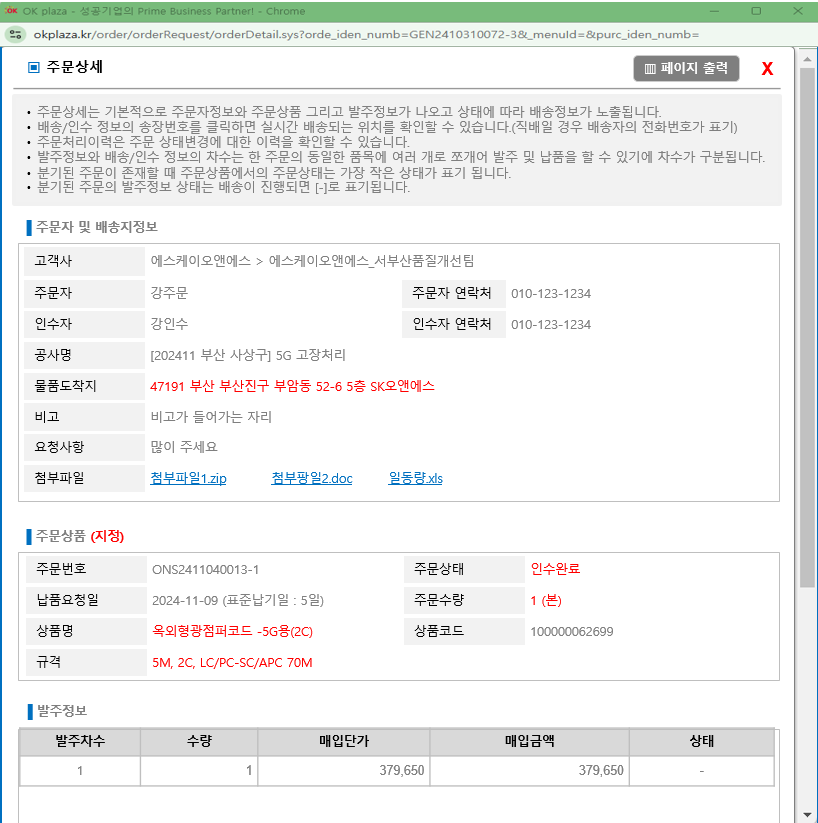 OK plaza - 성공기업의 Prime Business Partner! - Chrome
okplaza.kr/order/orderRequest/orderDetail.sys?orde_iden_numb=GEN2410310072-3&_menuId=&purc_iden_numb=
주문상세
페이지 출력 X
• 주문상세는 기본적으로 주문자정보와 주문상품 그리고 발주정보가 나오고 상태에 따라 배송정보가 노출됩니다.
• 배송/인수 정보의 송장번호를 클릭하면 실시간 배송되는 위치를 확인할 수 있습니다.(직배일 경우 배송자의 전화번호가 표기)
• 주문처리이력은 주문 상태변경에 대한 이력을 확인할 수 있습니다.
• 발주정보와 배송/인수 정보의 차수는 한 주문의 동일한 품목에 여러 개로 쪼개어 발주 및 납품을 할 수 있기에 차수가 구분됩니다.
• 분기된 주문이 존재할 때 주문상품에서의 주문상태는 가장 작은 상태가 표기 됩니다.
• 분기된 주문의 발주정보 상태는 배송이 진행되면 [-]로 표기됩니다.
주문자 및 배송지정보
고객사 에스케이오앤에스 > 에스케이오앤에스_서부산품질개선팀
주문자 강주문 주문자 연락처 010-123-1234
인수자 강인수 인수자 연락처 010-123-1234
공사명 [202411 부산 사상구] 5G 고장처리
물품도착지 47191 부산 부산진구 부암동 52-6 5층 SK오앤에스
비고 비고가 들어가는 자리
요청사항 많이 주세요
첨부파일 첨부파일1.zip 첨부팡일2.doc 일동량.xls
주문상품 (지정)
주문번호 ONS2411040013-1 주문상태 인수완료
납품요청일 2024-11-09 (표준납기일 : 5일) 주문수량 1 (본)
상품명 옥외형광점퍼코드 -5G용(2C) 상품코드 100000062699
규격 5M, 2C, LC/PC-SC/APC 70M
발주정보
발주차수 수량 매입단가 매입금액 상태
1 1 379,650 379,650 -